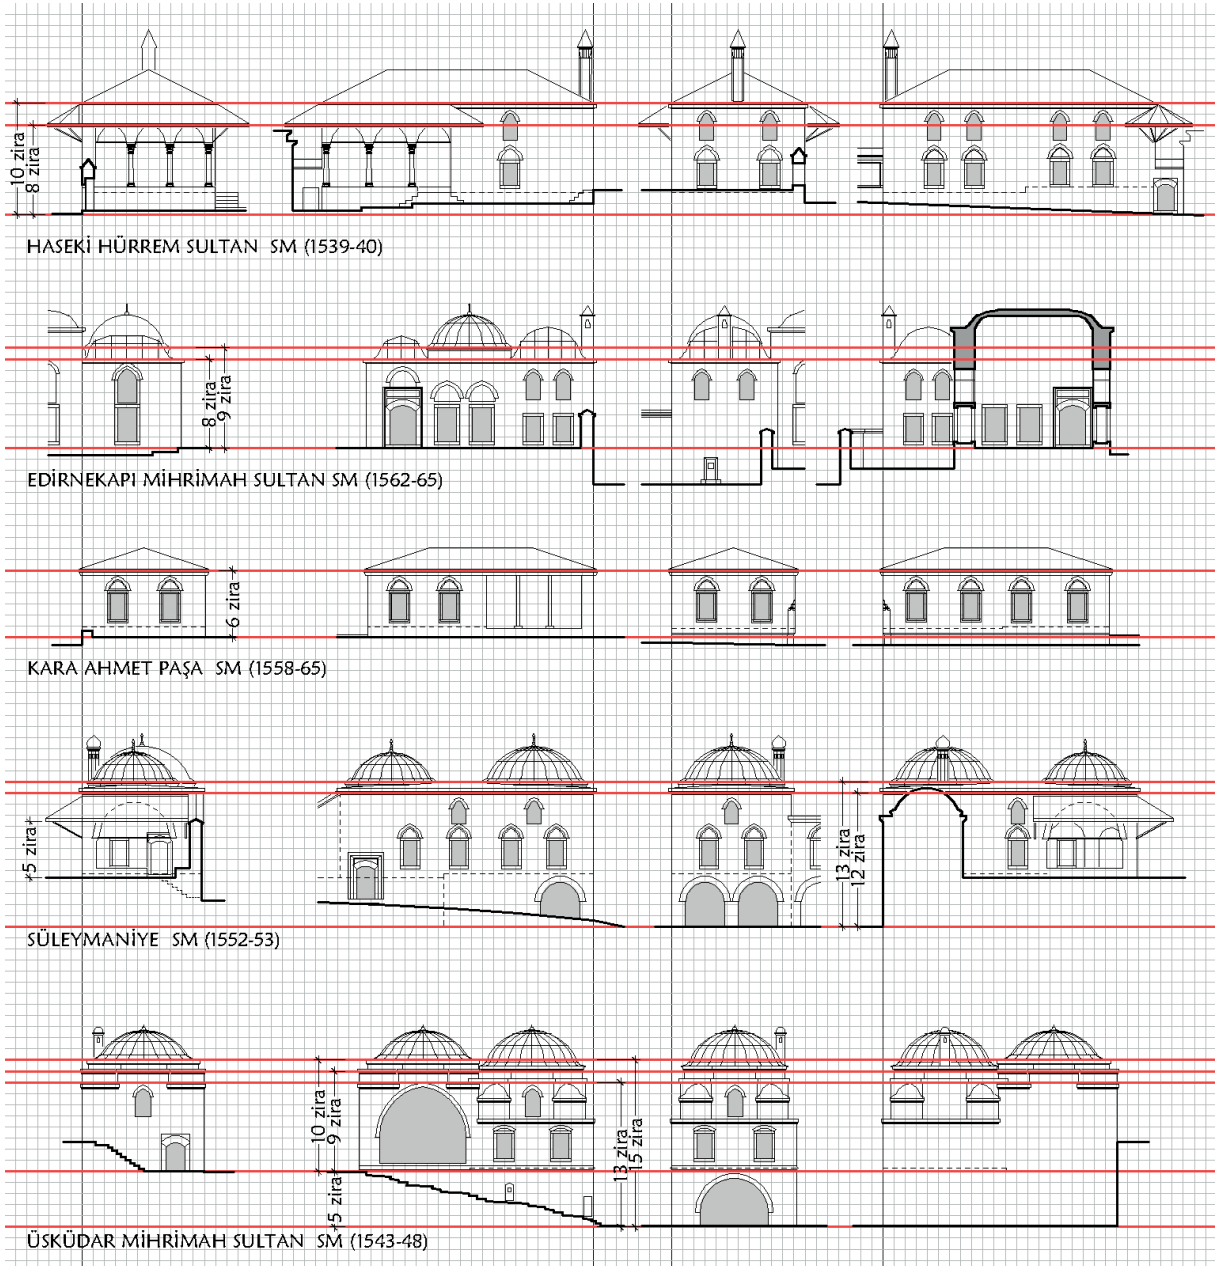 10 zira
8 zira
HASEKİ HÜRREM SULTAN SM (1539-40)
8 zira
9 zira
EDİRNEKAPI MİHRİMAH SULTAN SM (1562-65)
6 zira
KARA AHMET PAŞA SM (1558-65)
5 zira
13 zira
12 zira
SÜLEYMANİYE SM (1552-53)
10 zira
9 zira
5 zira
13 zira
15 zira
ÜSKÜDAR MİHRİMAH SULTAN SM (1543-48)